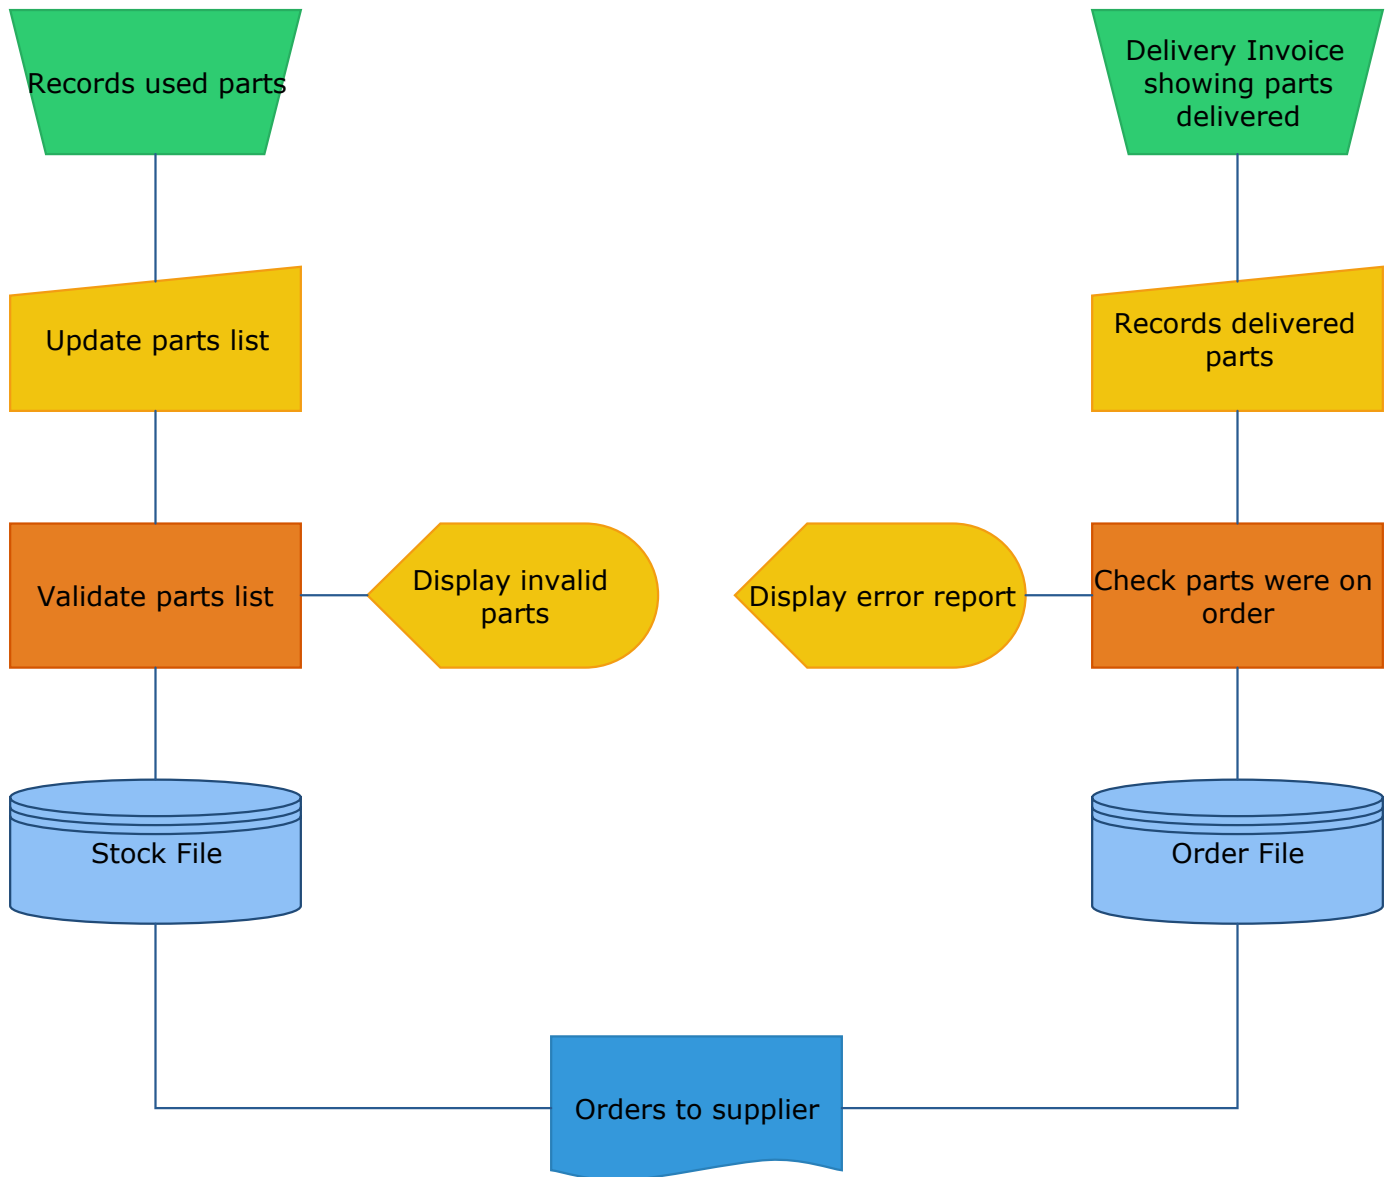 Records used parts
Delivery Invoice
showing parts
delivered
Update parts list
Records delivered
parts
Validate parts list
Display invalid
parts
Display error report
Check parts were on
order
Stock File
Order File
Orders to supplier